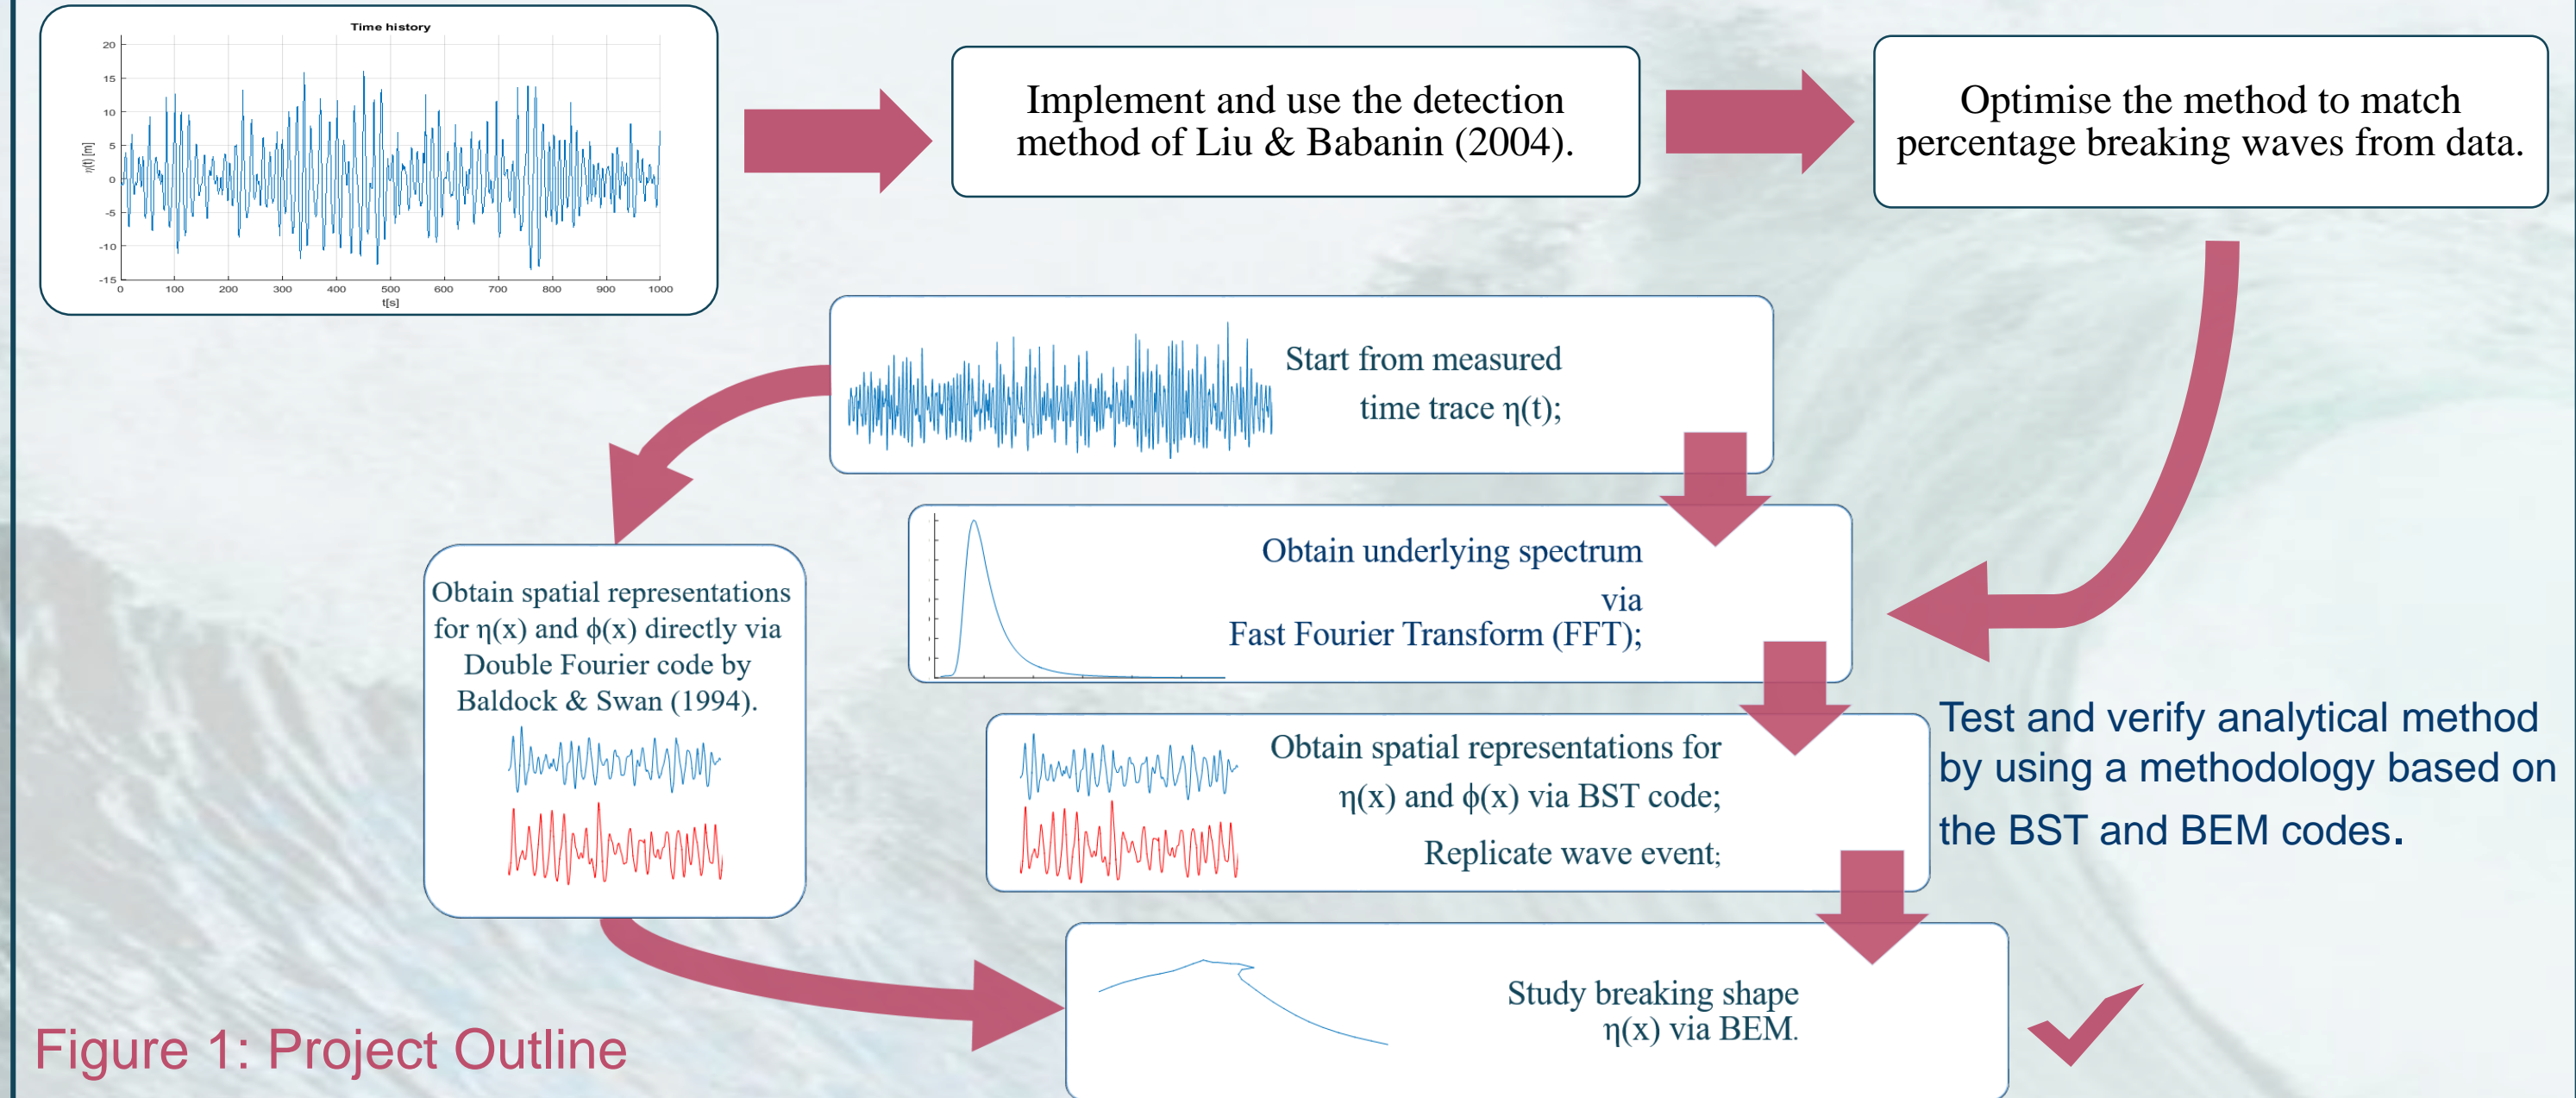 Time history
20
15
10
5
0
-5
-10
-15
η(t) [m]
0 100 200 300 400 500 600 700 800 900 1000
t[s]
Implement and use the detection
method of Liu & Babanin (2004).
Optimise the method to match
percentage breaking waves from data.
Start from measured
time trace η(t);
Obtain underlying spectrum
via
Fast Fourier Transform (FFT);
Obtain spatial representations
for η(x) and ϕ(x) directly via
Double Fourier code by
Baldock & Swan (1994).
Obtain spatial representations for
η(x) and ϕ(x) via BST code;
Replicate wave event;
Test and verify analytical method
by using a methodology based on
the BST and BEM codes.
Study breaking shape
η(x) via BEM.
Figure 1: Project Outline